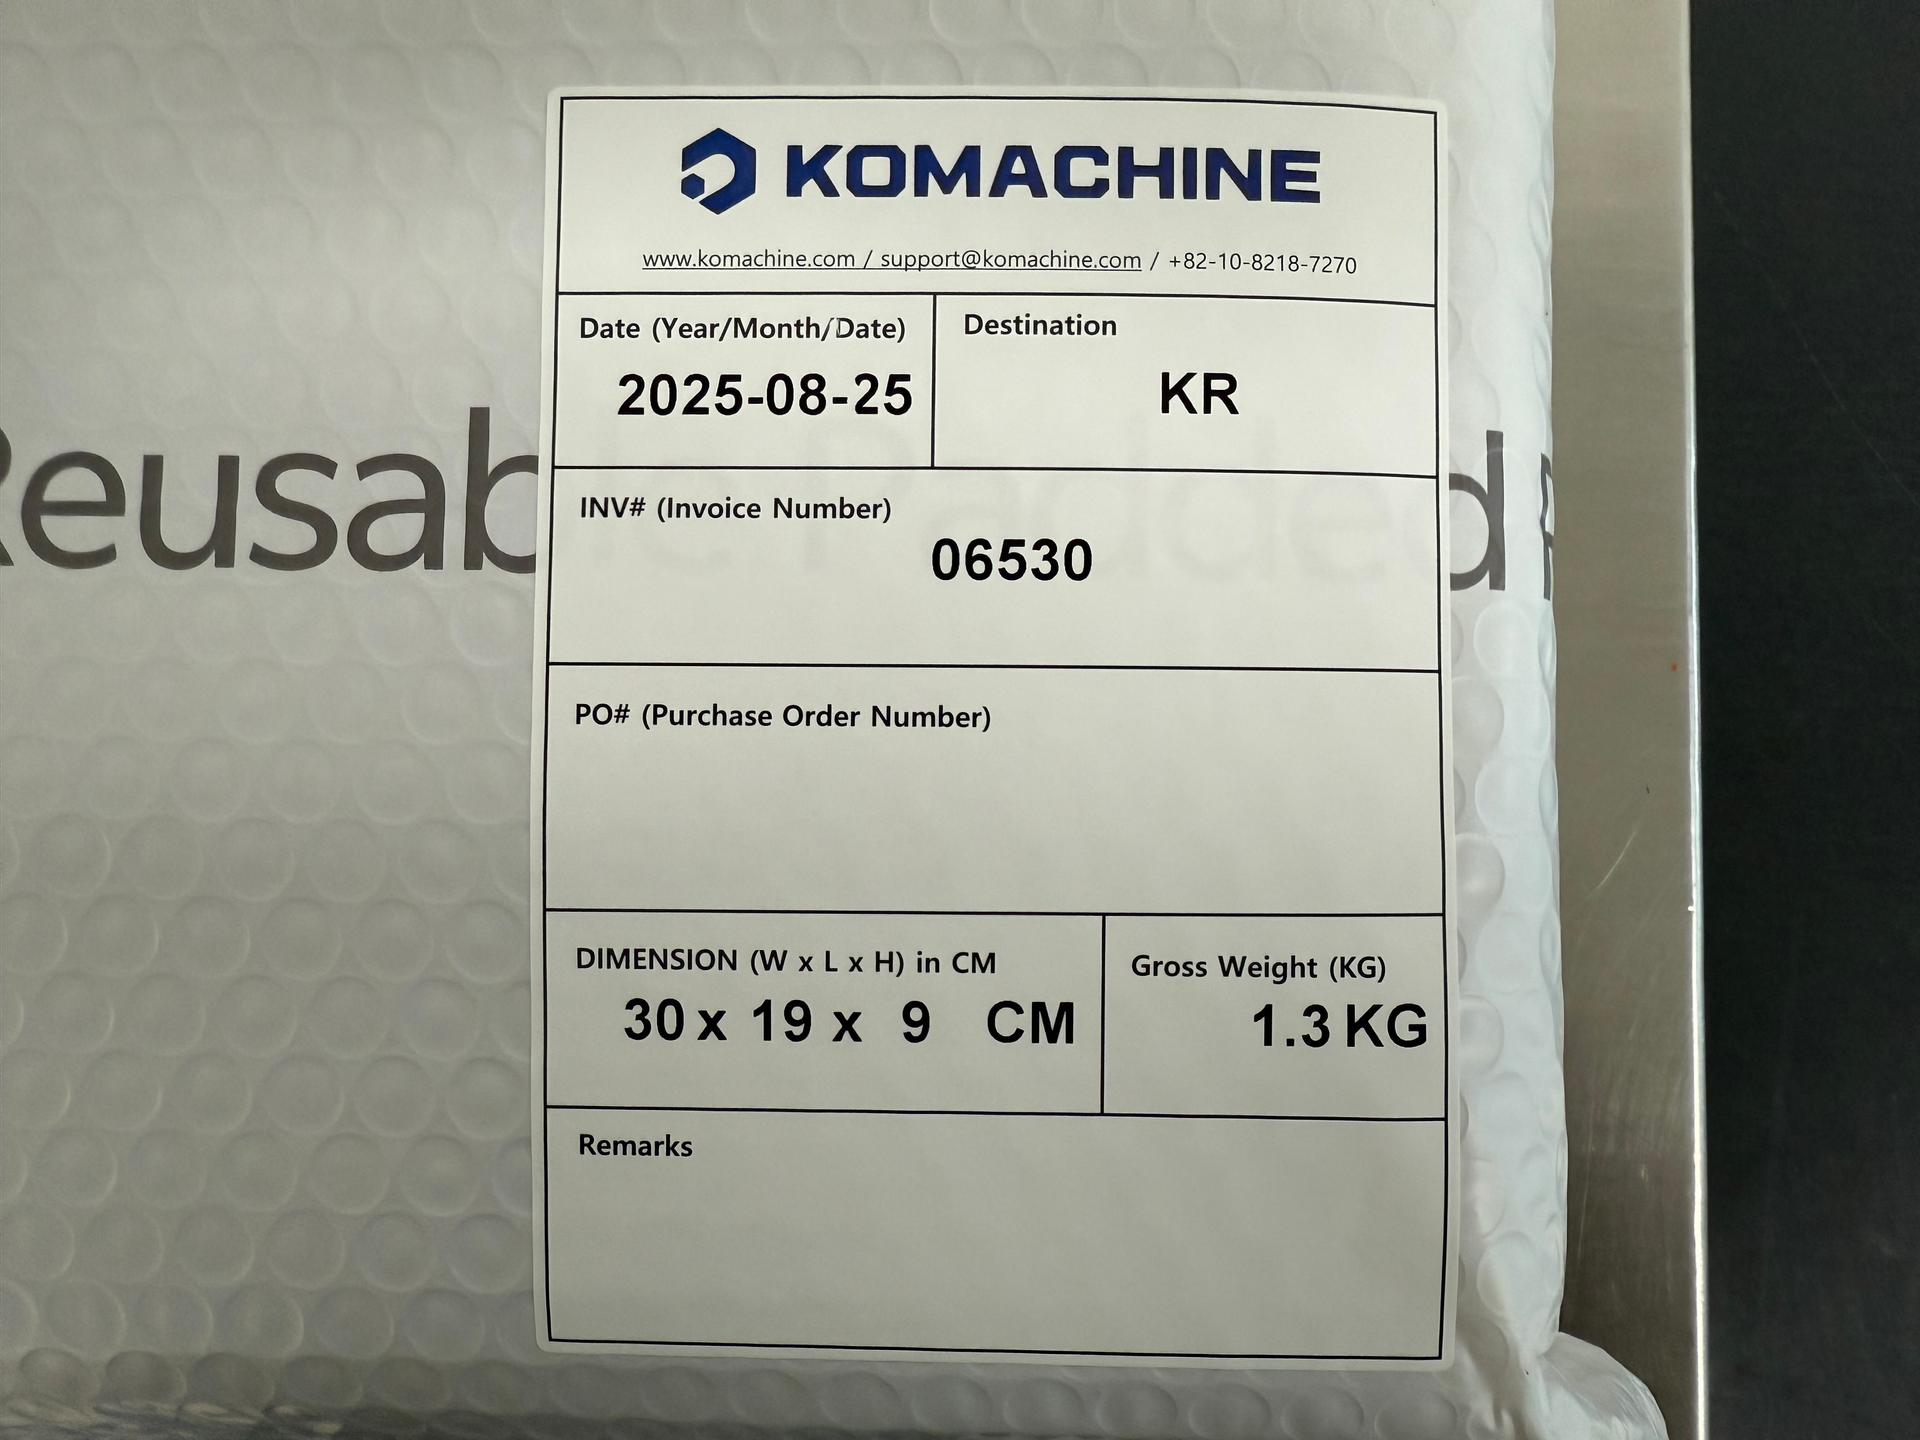 KOMACHINE
www.komachine.com / support@komachine.com / +82-10-8218-7270
Date (Year/Month/Date)
2025-08-25
Destination
KR
Reusable Padded
INV# (Invoice Number)
06530
PO# (Purchase Order Number)
DIMENSION (W x L x H) in CM
30 x 19 x 9 CM
Gross Weight (KG)
1.3 KG
Remarks